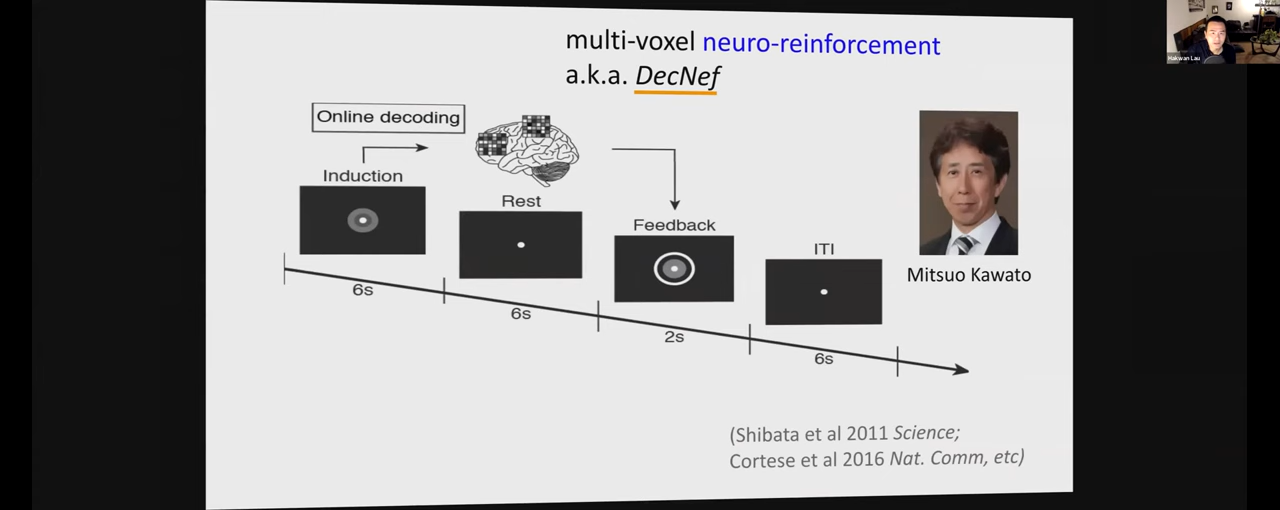 multi-voxel neuro-reinforcement
a.k.a. DecNef
Online decoding
Induction
Rest
Feedback
ITI
6s
6s
2s
6s
Mitsuo Kawato
(Shibata et al 2011 Science;
Cortese et al 2016 Nat. Comm, etc)
Hakwan Lau